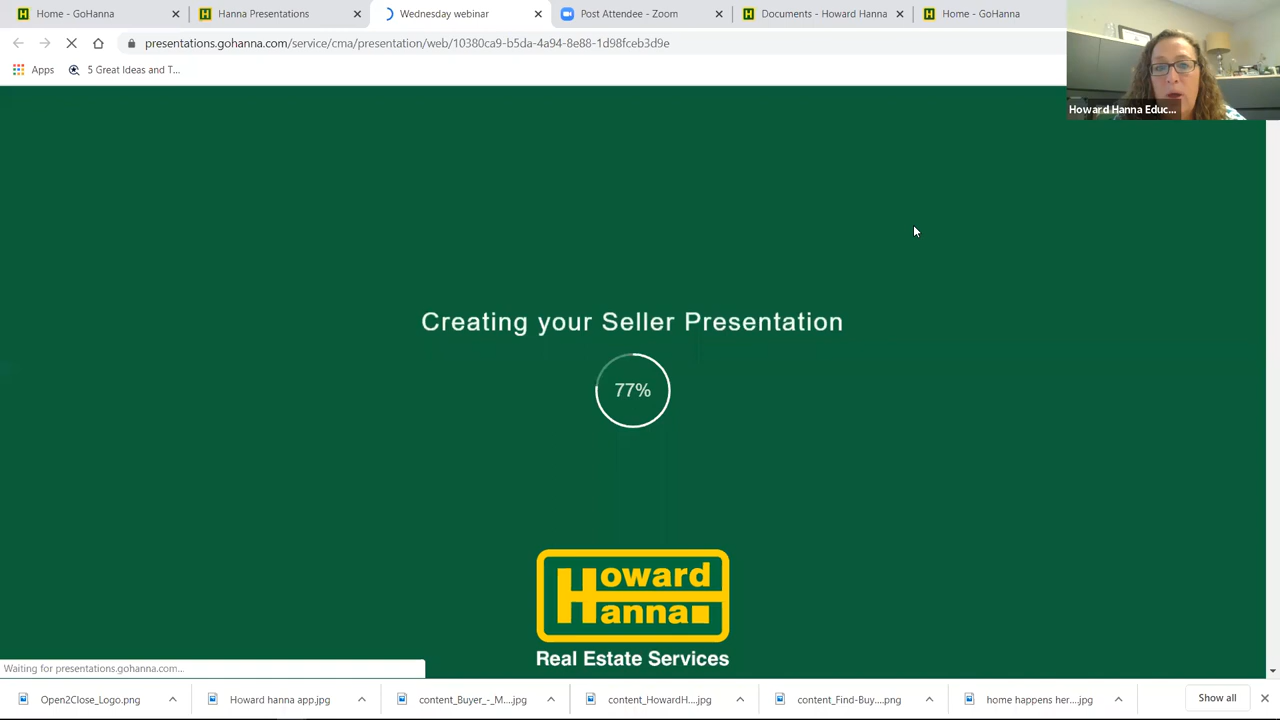 Home - GoHanna
Hanna Presentations
Wednesday webinar
Post Attendee - Zoom
Documents - Howard Hanna
Home - GoHanna
presentations.gohanna.com/service/cma/presentation/web/10380ca9-b5da-4a94-8e88-1d98fceb3d9e
Apps
5 Great Ideas and T...
Howard Hanna Educ...
Creating your Seller Presentation
77%
Howard
Hanna
Real Estate Services
Waiting for presentations.gohanna.com...
Open2Close_Logo.png
Howard hanna app.jpg
content_Buyer_-_M....jpg
content_HowardH....jpg
content_Find-Buy....png
home happens her....jpg
Show all